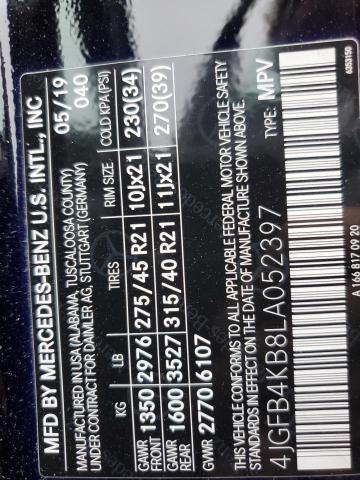 MFD BY MERCEDES-BENZ U.S. INTL., INC
MANUFACTURED IN USA (ALABAMA, TUSCALOOSA COUNTY) 05/19
UNDER CONTRACT FOR DAIMLER AG, STUTTGART (GERMANY) 040
KG LB TIRES RIM SIZE COLD KPA(PSI)
GAWR FRONT 1350 2976 275/45 R21 10Jx21 230(34)
GAWR REAR 1600 3527 315/40 R21 11Jx21 270(39)
GVWR 2770 6107
THIS VEHICLE CONFORMS TO ALL APPLICABLE FEDERAL MOTOR VEHICLE SAFETY
STANDARDS IN EFFECT ON THE DATE OF MANUFACTURE SHOWN ABOVE.
4JGFB4KB8LA052397 TYPE: MPV
A 166 817 09 20
6353150